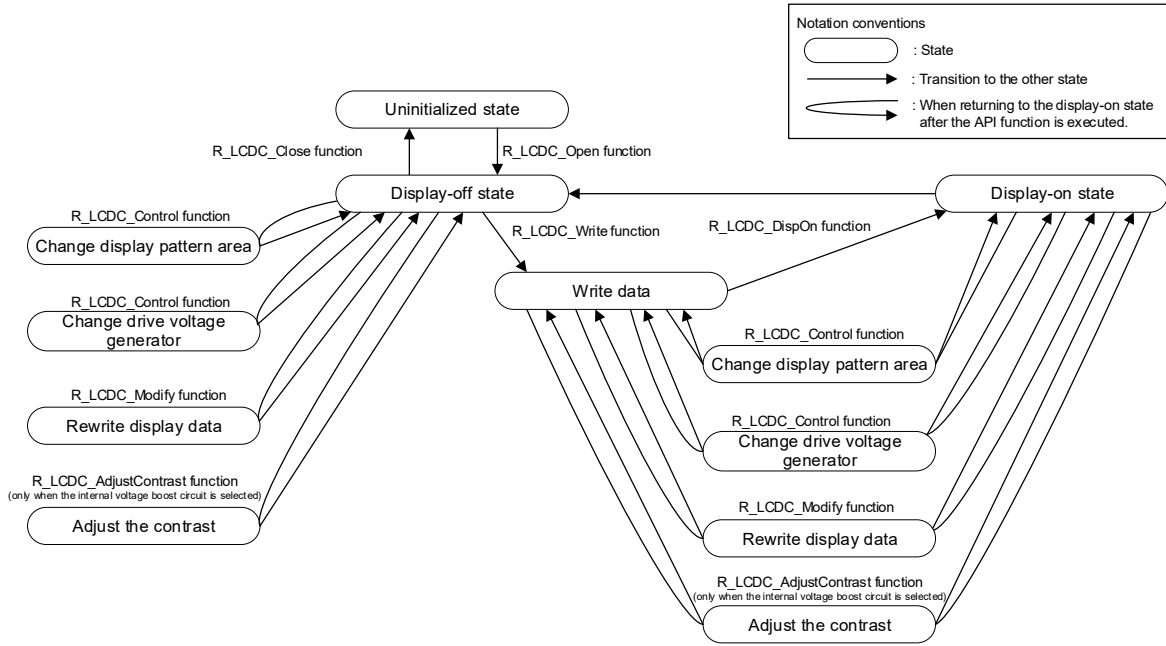 Notation conventions
: State
: Transition to the other state
: When returning to the display-on state
after the API function is executed.
Uninitialized state
R_LCDC_Close function
R_LCDC_Open function
Display-off state
Display-on state
R_LCDC_Control function
Change display pattern area
R_LCDC_Write function
R_LCDC_DispOn function
Write data
R_LCDC_Control function
Change drive voltage
generator
R_LCDC_Control function
Change display pattern area
R_LCDC_Modify function
Rewrite display data
R_LCDC_Control function
Change drive voltage
generator
R_LCDC_AdjustContrast function
(only when the internal voltage boost circuit is selected)
Adjust the contrast
R_LCDC_Modify function
Rewrite display data
R_LCDC_AdjustContrast function
(only when the internal voltage boost circuit is selected)
Adjust the contrast